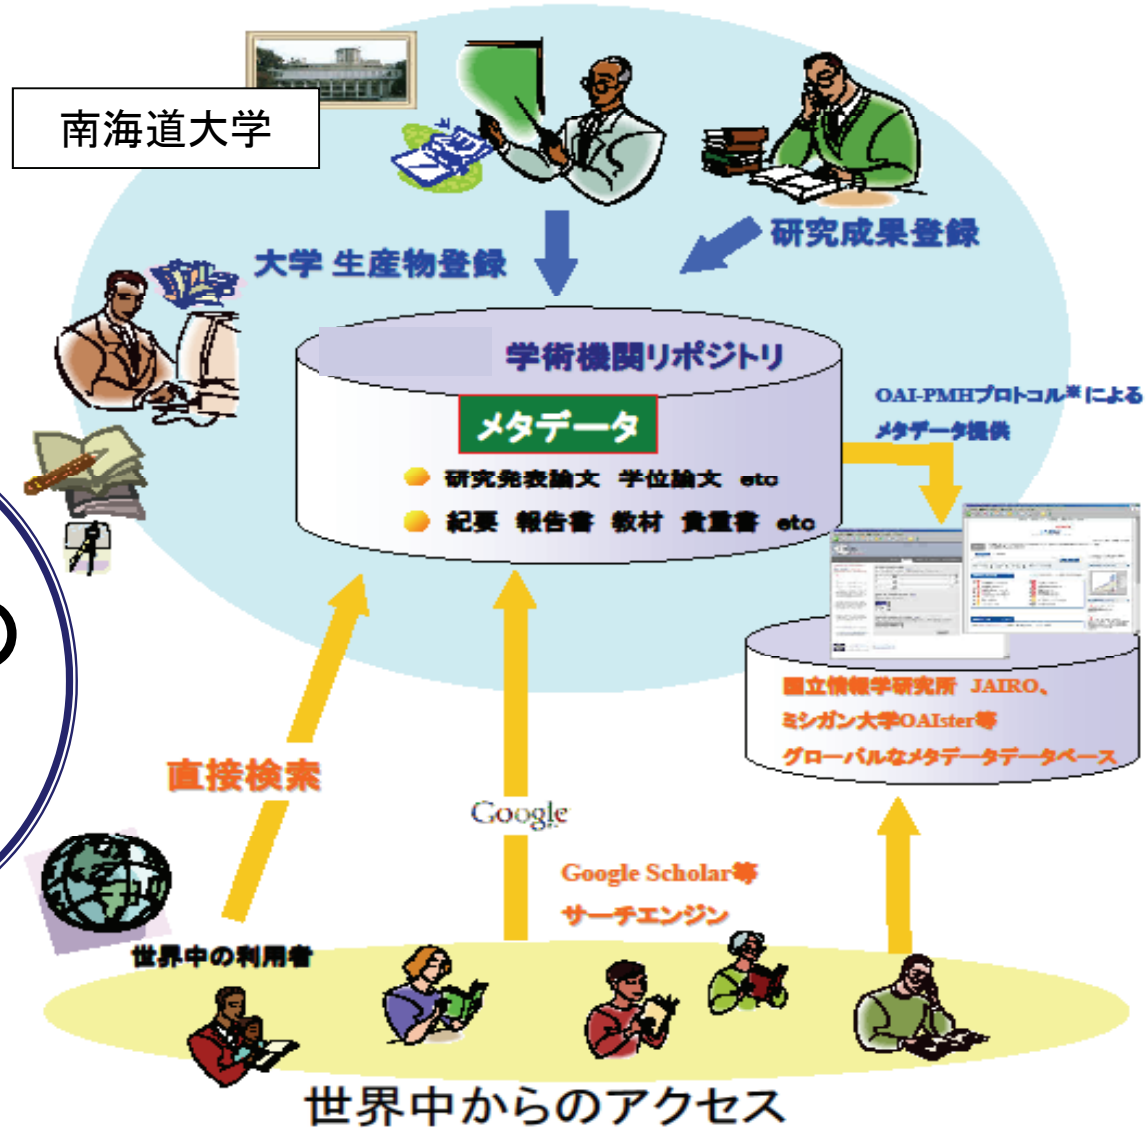 南海道大学
大学 生産物登録
研究成果登録
学術機関リポジトリ
メタデータ
研究発表論文 学位論文 etc
紀要 報告書 教材 貴重書 etc
OAI-PMHプロトコル※による
メタデータ提供
国立情報学研究所 JAIRO、
ミシガン大学OAIster等
グローバルなメタデータデータベース
の
直接検索
Google
Google Scholar等
サーチエンジン
世界中の利用者
世界中からのアクセス